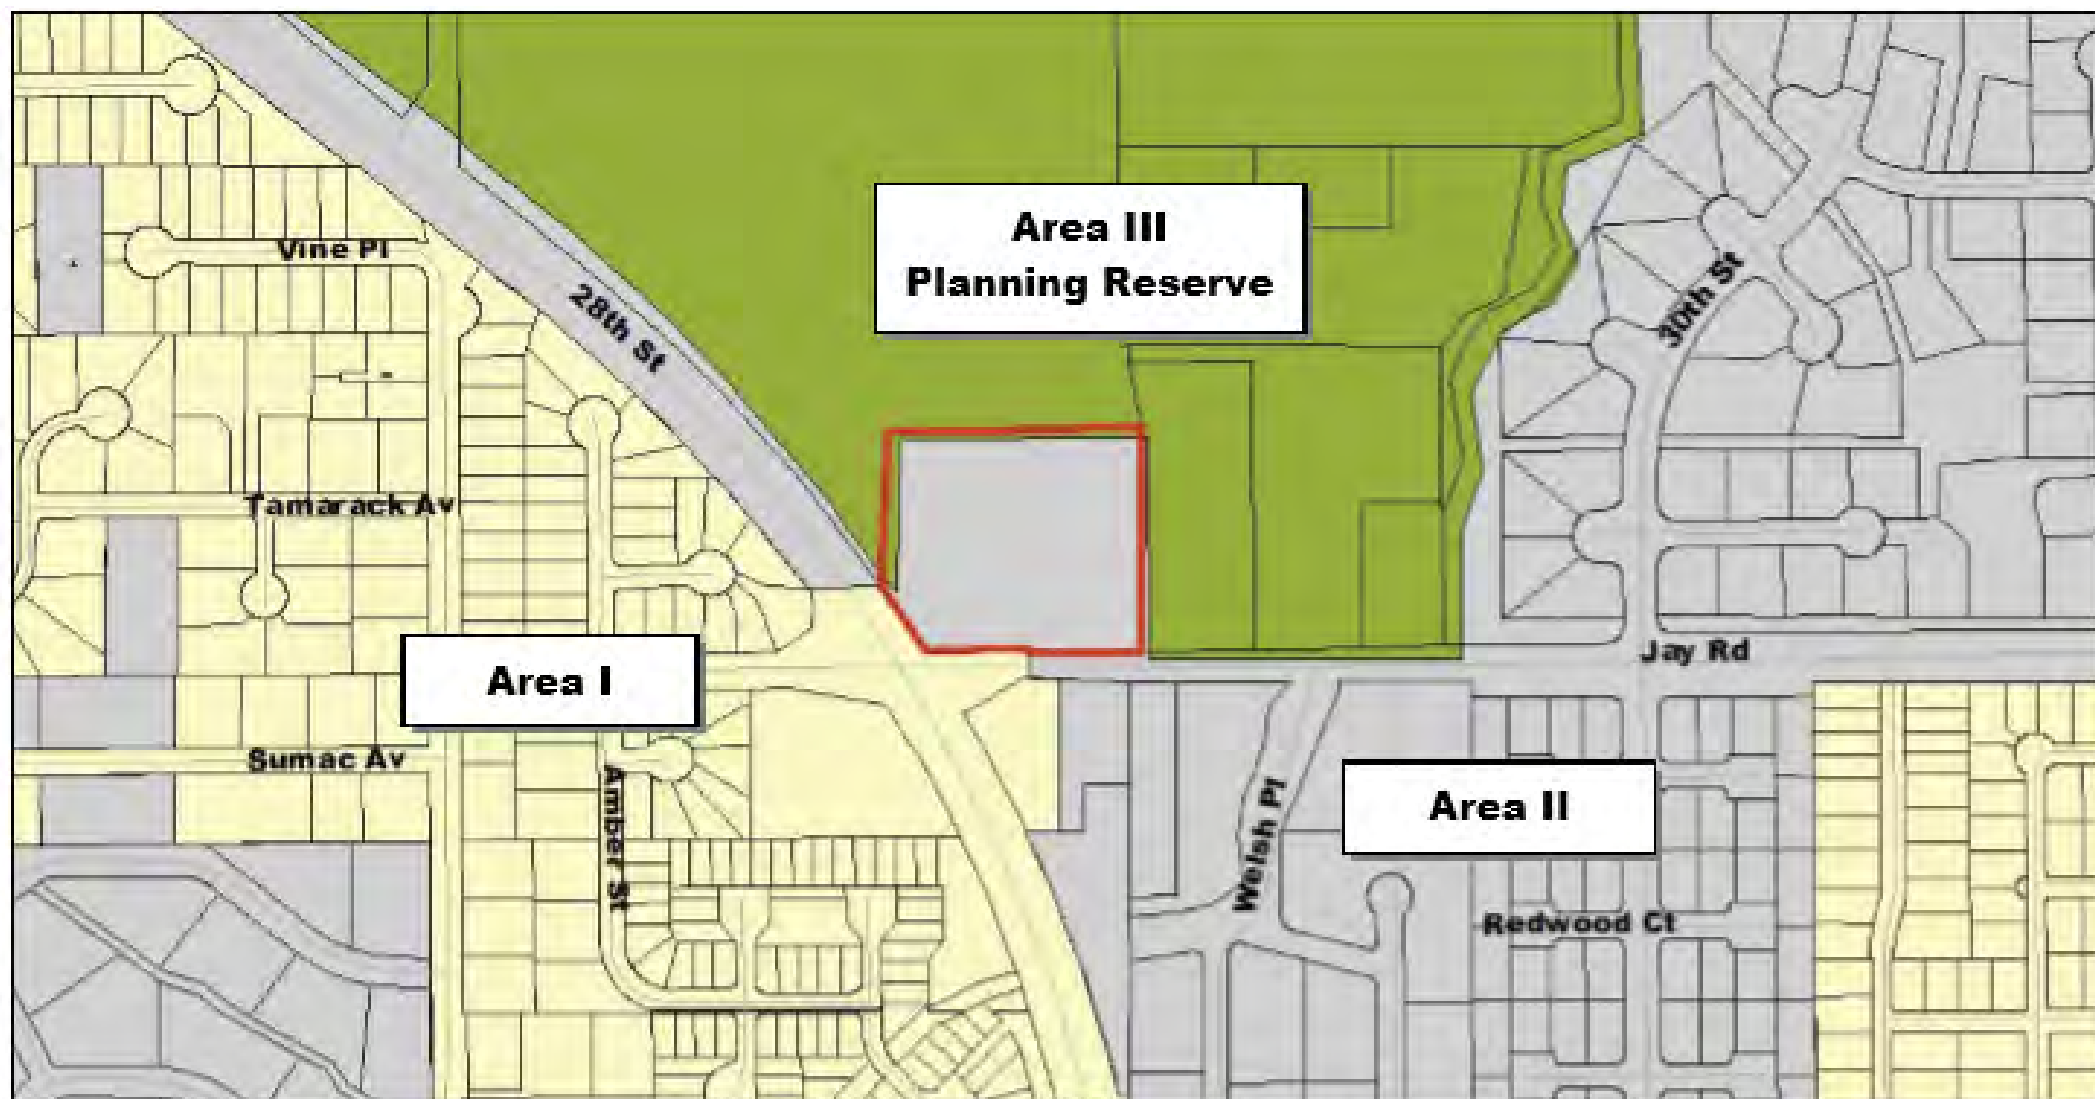 Area III
Planning Reserve
Vine Pl
28th St
30th St
Tamarack Av
Jay Rd
Area I
Sumac Av
Amber St
Area II
Welsh Pl
Redwood Ct